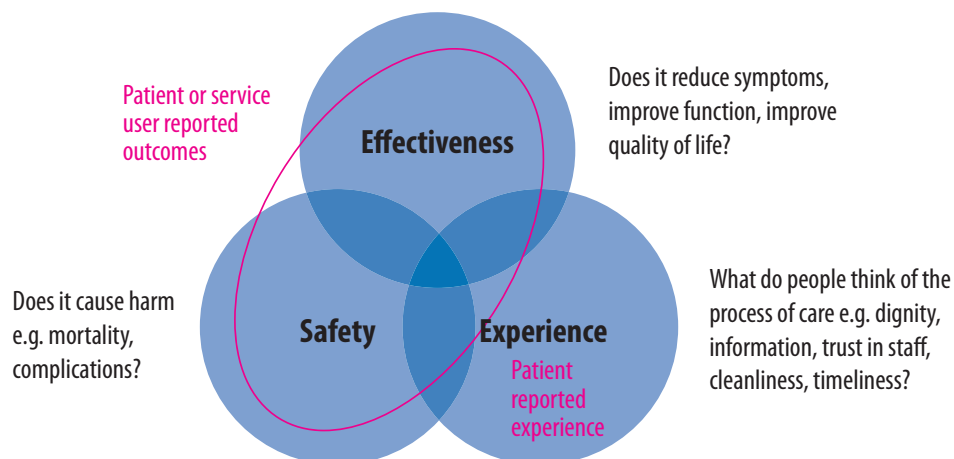 Patient or service
user reported
outcomes
Effectiveness
Does it reduce symptoms,
improve function, improve
quality of life?
Does it cause harm
e.g. mortality,
complications?
Safety
Experience
Patient
reported
experience
What do people think of the
process of care e.g. dignity,
information, trust in staff,
cleanliness, timeliness?